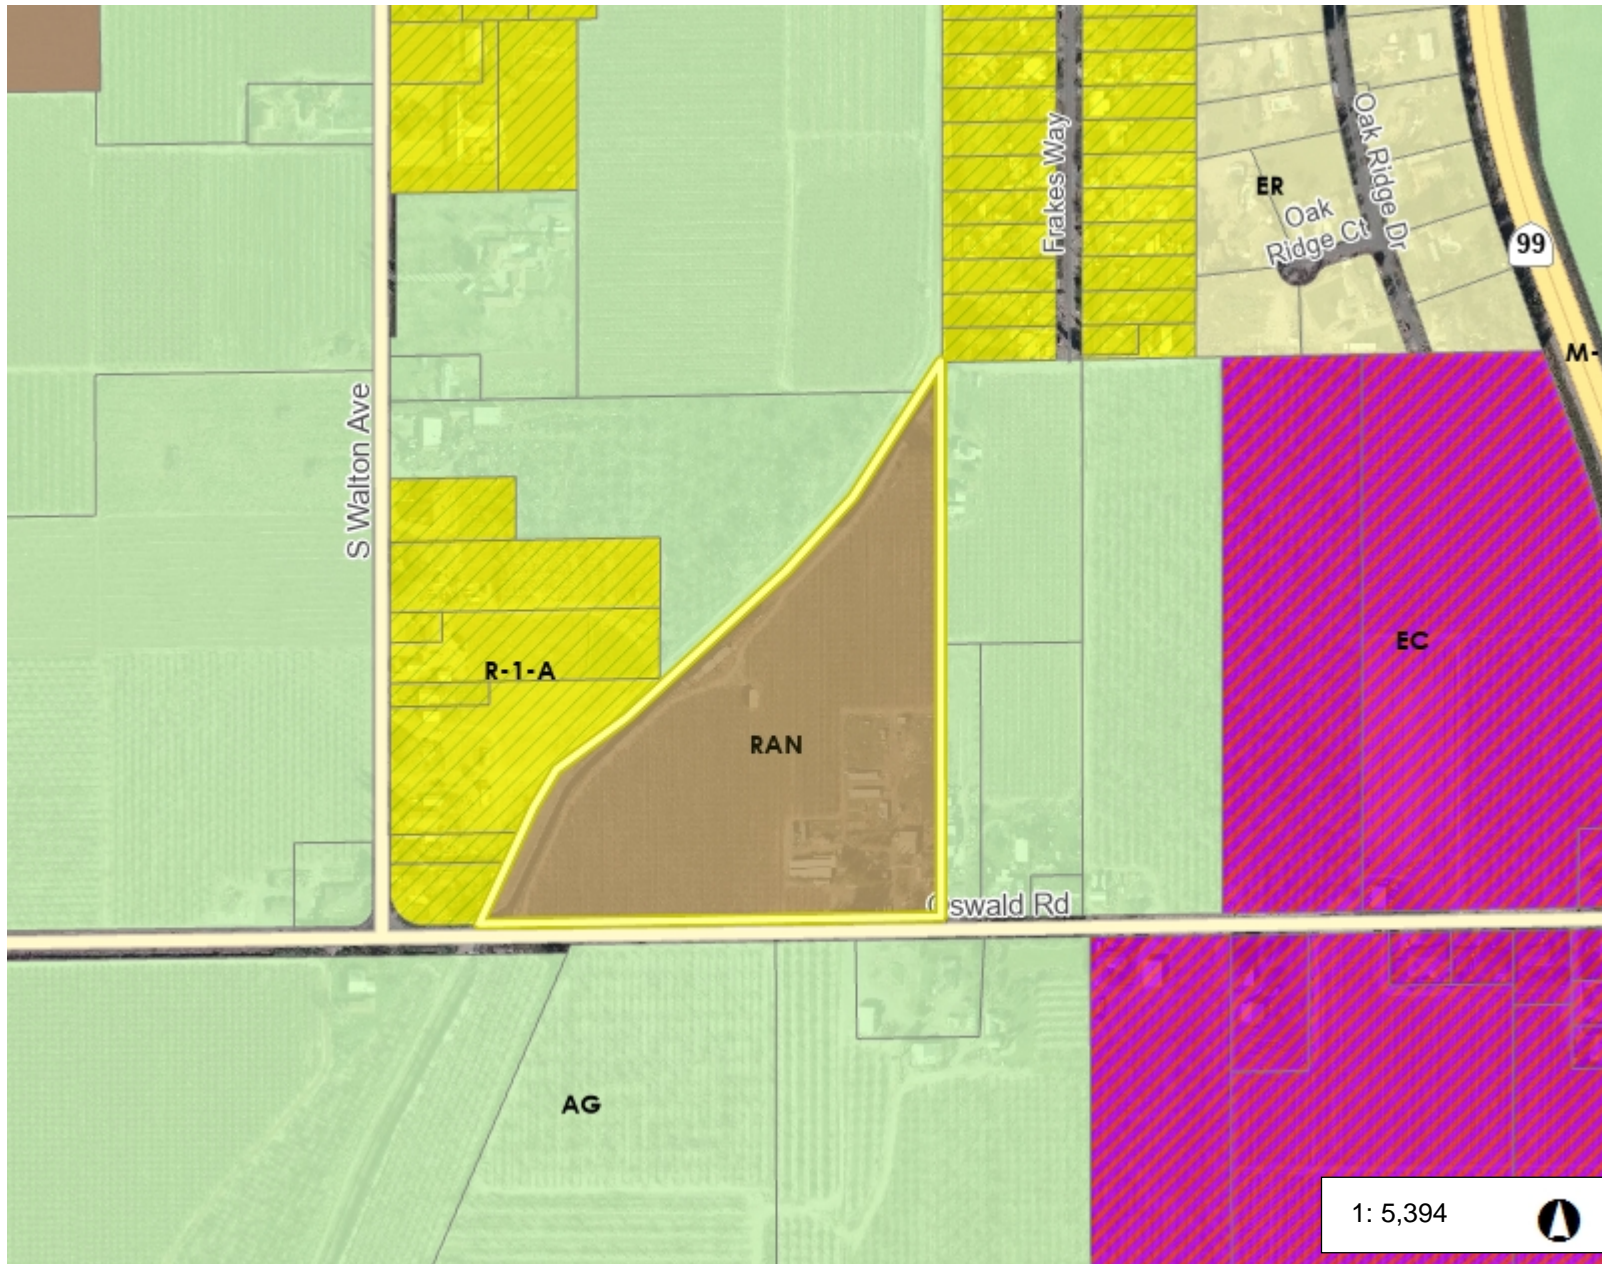 Frakes Way
Oak Ridge Dr
ER
Oak
Ridge Ct
99
M-
S Walton Ave
R-1-A
EC
RAN
Oswald Rd
AG
1: 5,394